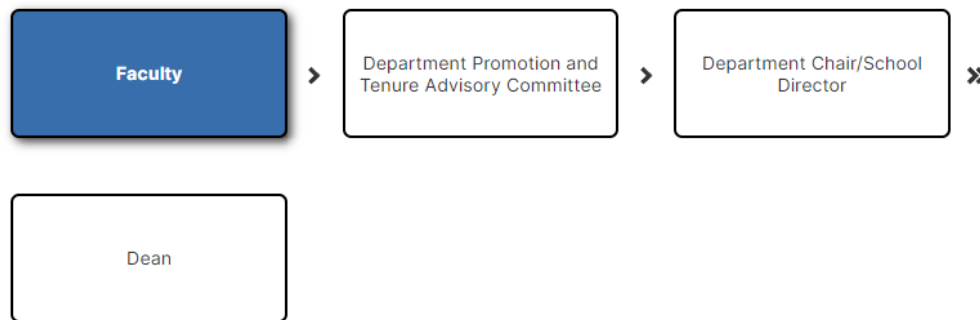 Faculty
Department Promotion and
Tenure Advisory Committee
Department Chair/School
Director
Dean